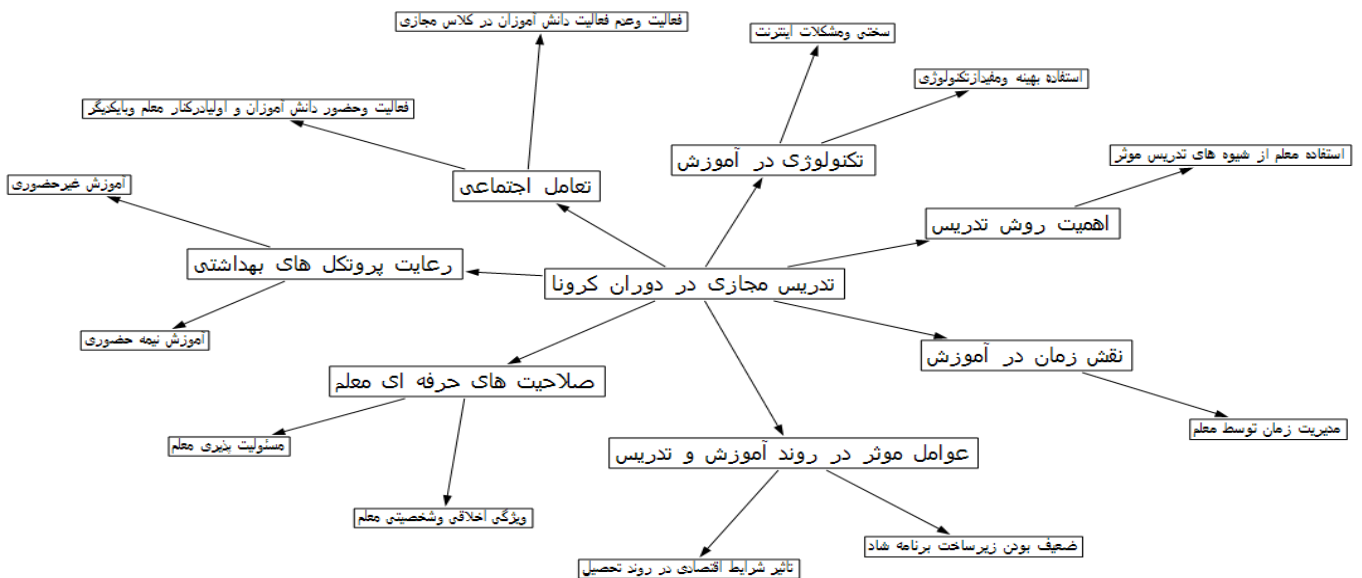 فعالیت وعدم فعالیت دانش آموزان در کلاس مجازی
سختی ومشکلات اینترنت
استفاده بهینه ومفیدازتکنولوژی
فعالیت وحضور دانش آموزان و اولیادرکنار معلم وبایکدیگر
تکنولوژی در آموزش
استفاده معلم از شیوه های تدریس موثر
تعامل اجتماعی
آموزش غیرحضوری
اهمیت روش تدریس
رعایت پروتکل های بهداشتی
تدریس مجازی در دوران کرونا
آموزش نیمه حضوری
نقش زمان در آموزش
صلاحیت های حرفه ای معلم
مدیریت زمان توسط معلم
مسئولیت پذیری معلم
عوامل موثر در روند آموزش و تدریس
ویژگی اخلاقی وشخصیتی معلم
ضعیف بودن زیرساخت برنامه شاد
تاثیر شرایط اقتصادی در روند تحصیل